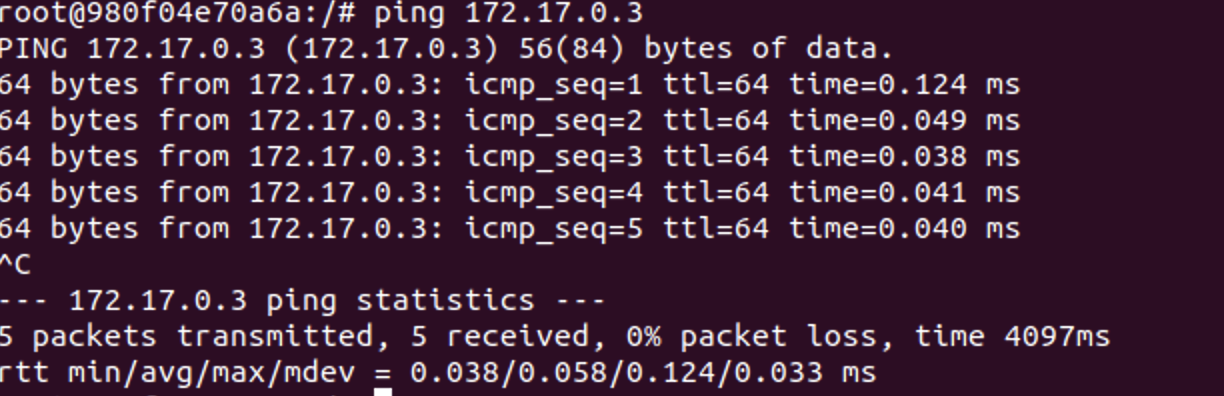 root@980f04e70a6a:/# ping 172.17.0.3
PING 172.17.0.3 (172.17.0.3) 56(84) bytes of data.
64 bytes from 172.17.0.3: icmp_seq=1 ttl=64 time=0.124 ms
64 bytes from 172.17.0.3: icmp_seq=2 ttl=64 time=0.049 ms
64 bytes from 172.17.0.3: icmp_seq=3 ttl=64 time=0.038 ms
64 bytes from 172.17.0.3: icmp_seq=4 ttl=64 time=0.041 ms
64 bytes from 172.17.0.3: icmp_seq=5 ttl=64 time=0.040 ms
^C
--- 172.17.0.3 ping statistics ---
5 packets transmitted, 5 received, 0% packet loss, time 4097ms
rtt min/avg/max/mdev = 0.038/0.058/0.124/0.033 ms